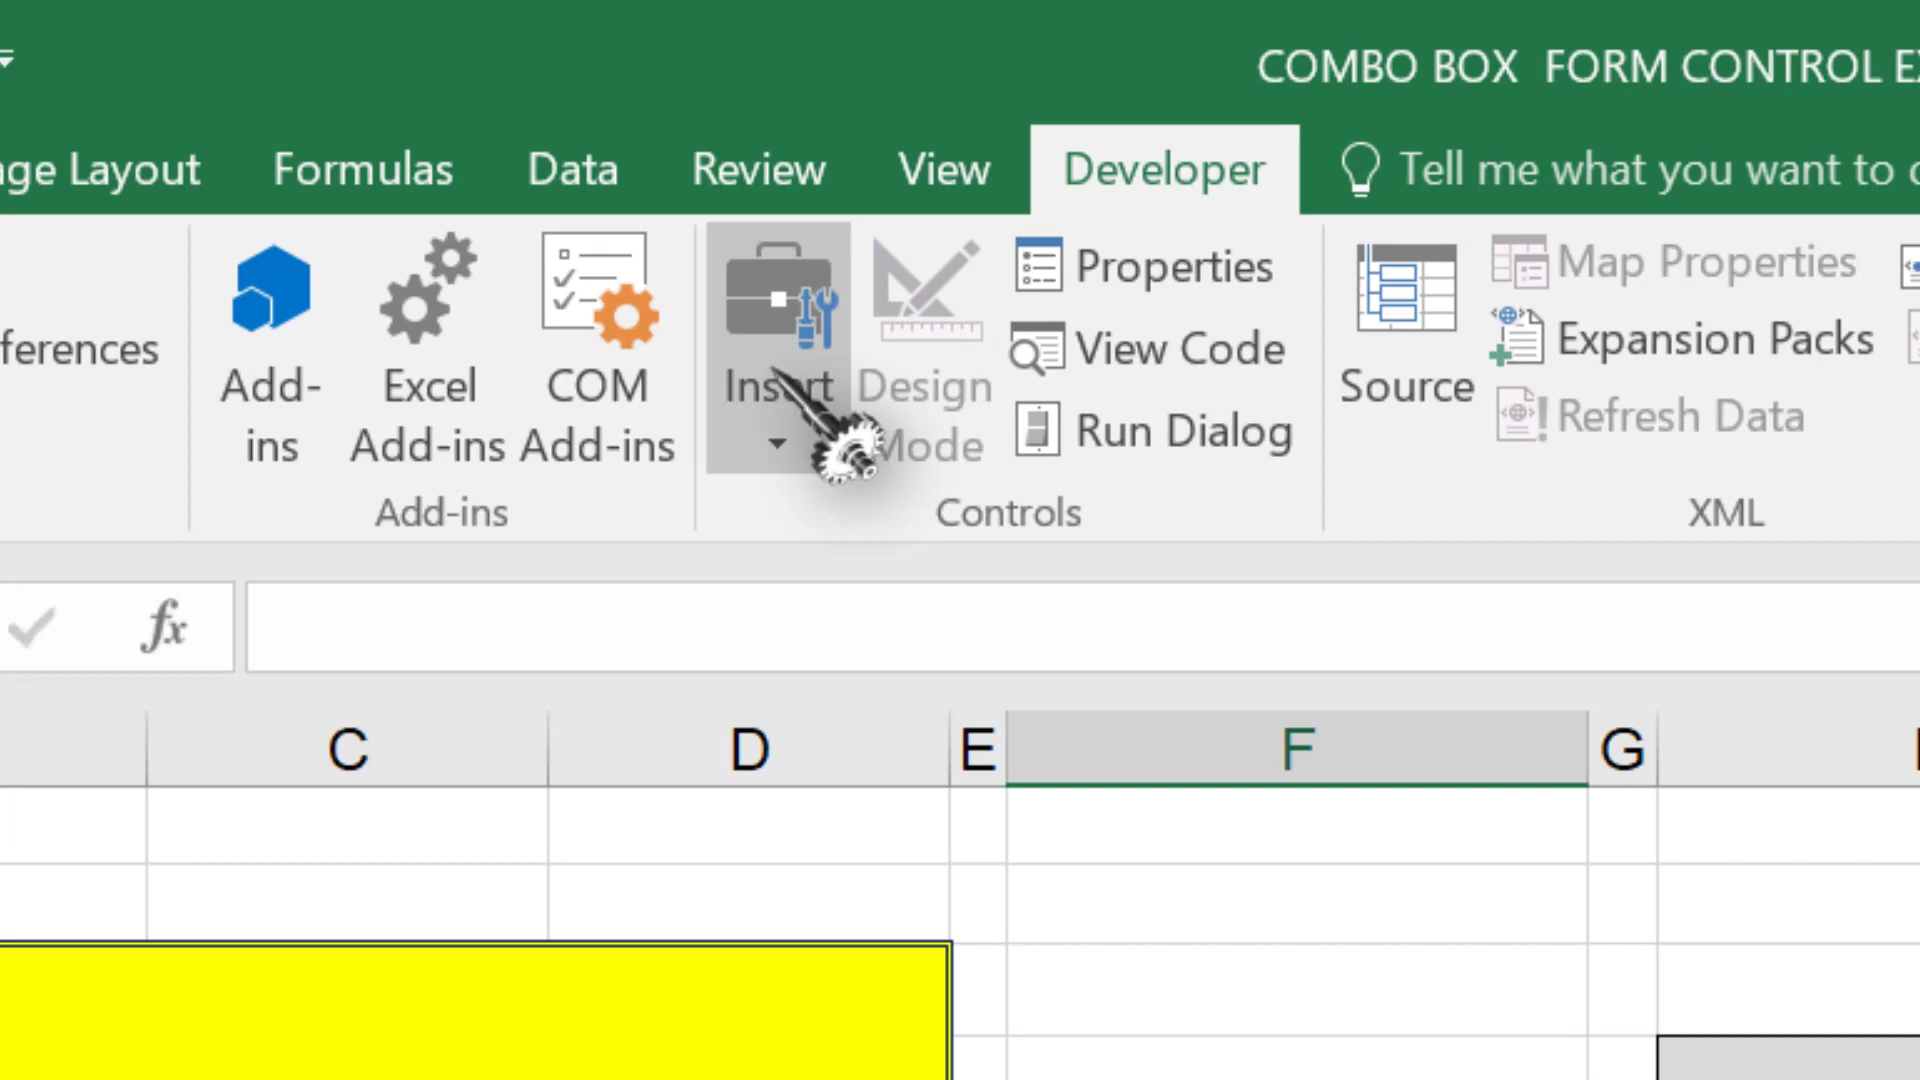 COMBO BOX FORM CONTROL E
ge Layout Formulas Data Review View Developer Tell me what you want to
ferences
Add-
ins
Excel
Add-ins
COM
Add-ins
Add-ins
Insert
Design
Mode
Properties
View Code
Run Dialog
Controls
Source
Map Properties
Expansion Packs
Refresh Data
XML
fx
C D E F G